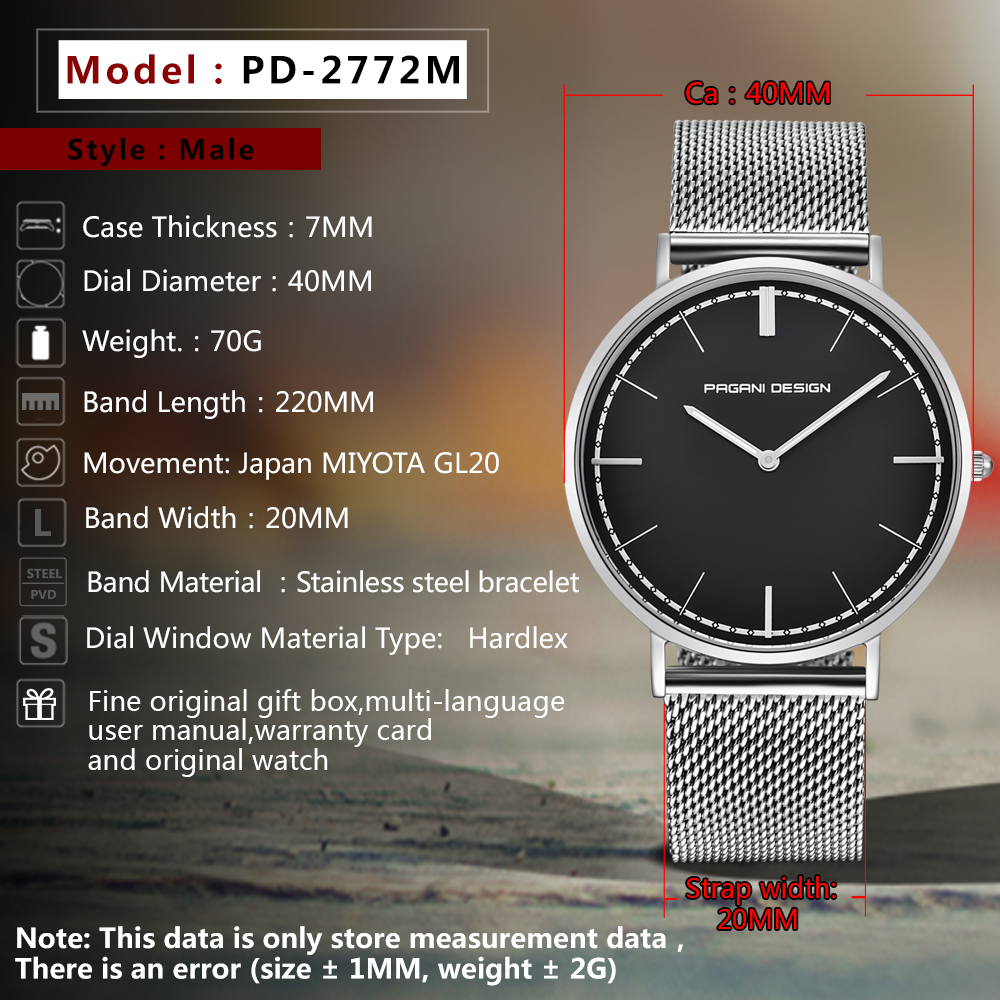 Model : PD-2772M
Style : Male
Ca : 40MM
Case Thickness : 7MM
Dial Diameter : 40MM
Weight. : 70G
Band Length : 220MM
Movement: Japan MIYOTA GL20
L
Band Width : 20MM
STEEL
PVD
Band Material : Stainless steel bracelet
S
Dial Window Material Type: Hardlex
Fine original gift box,multi-language
user manual,warranty card
and original watch
PAGANI DESIGN
Strap width:
20MM
Note: This data is only store measurement data ,
There is an error (size ± 1MM, weight ± 2G)